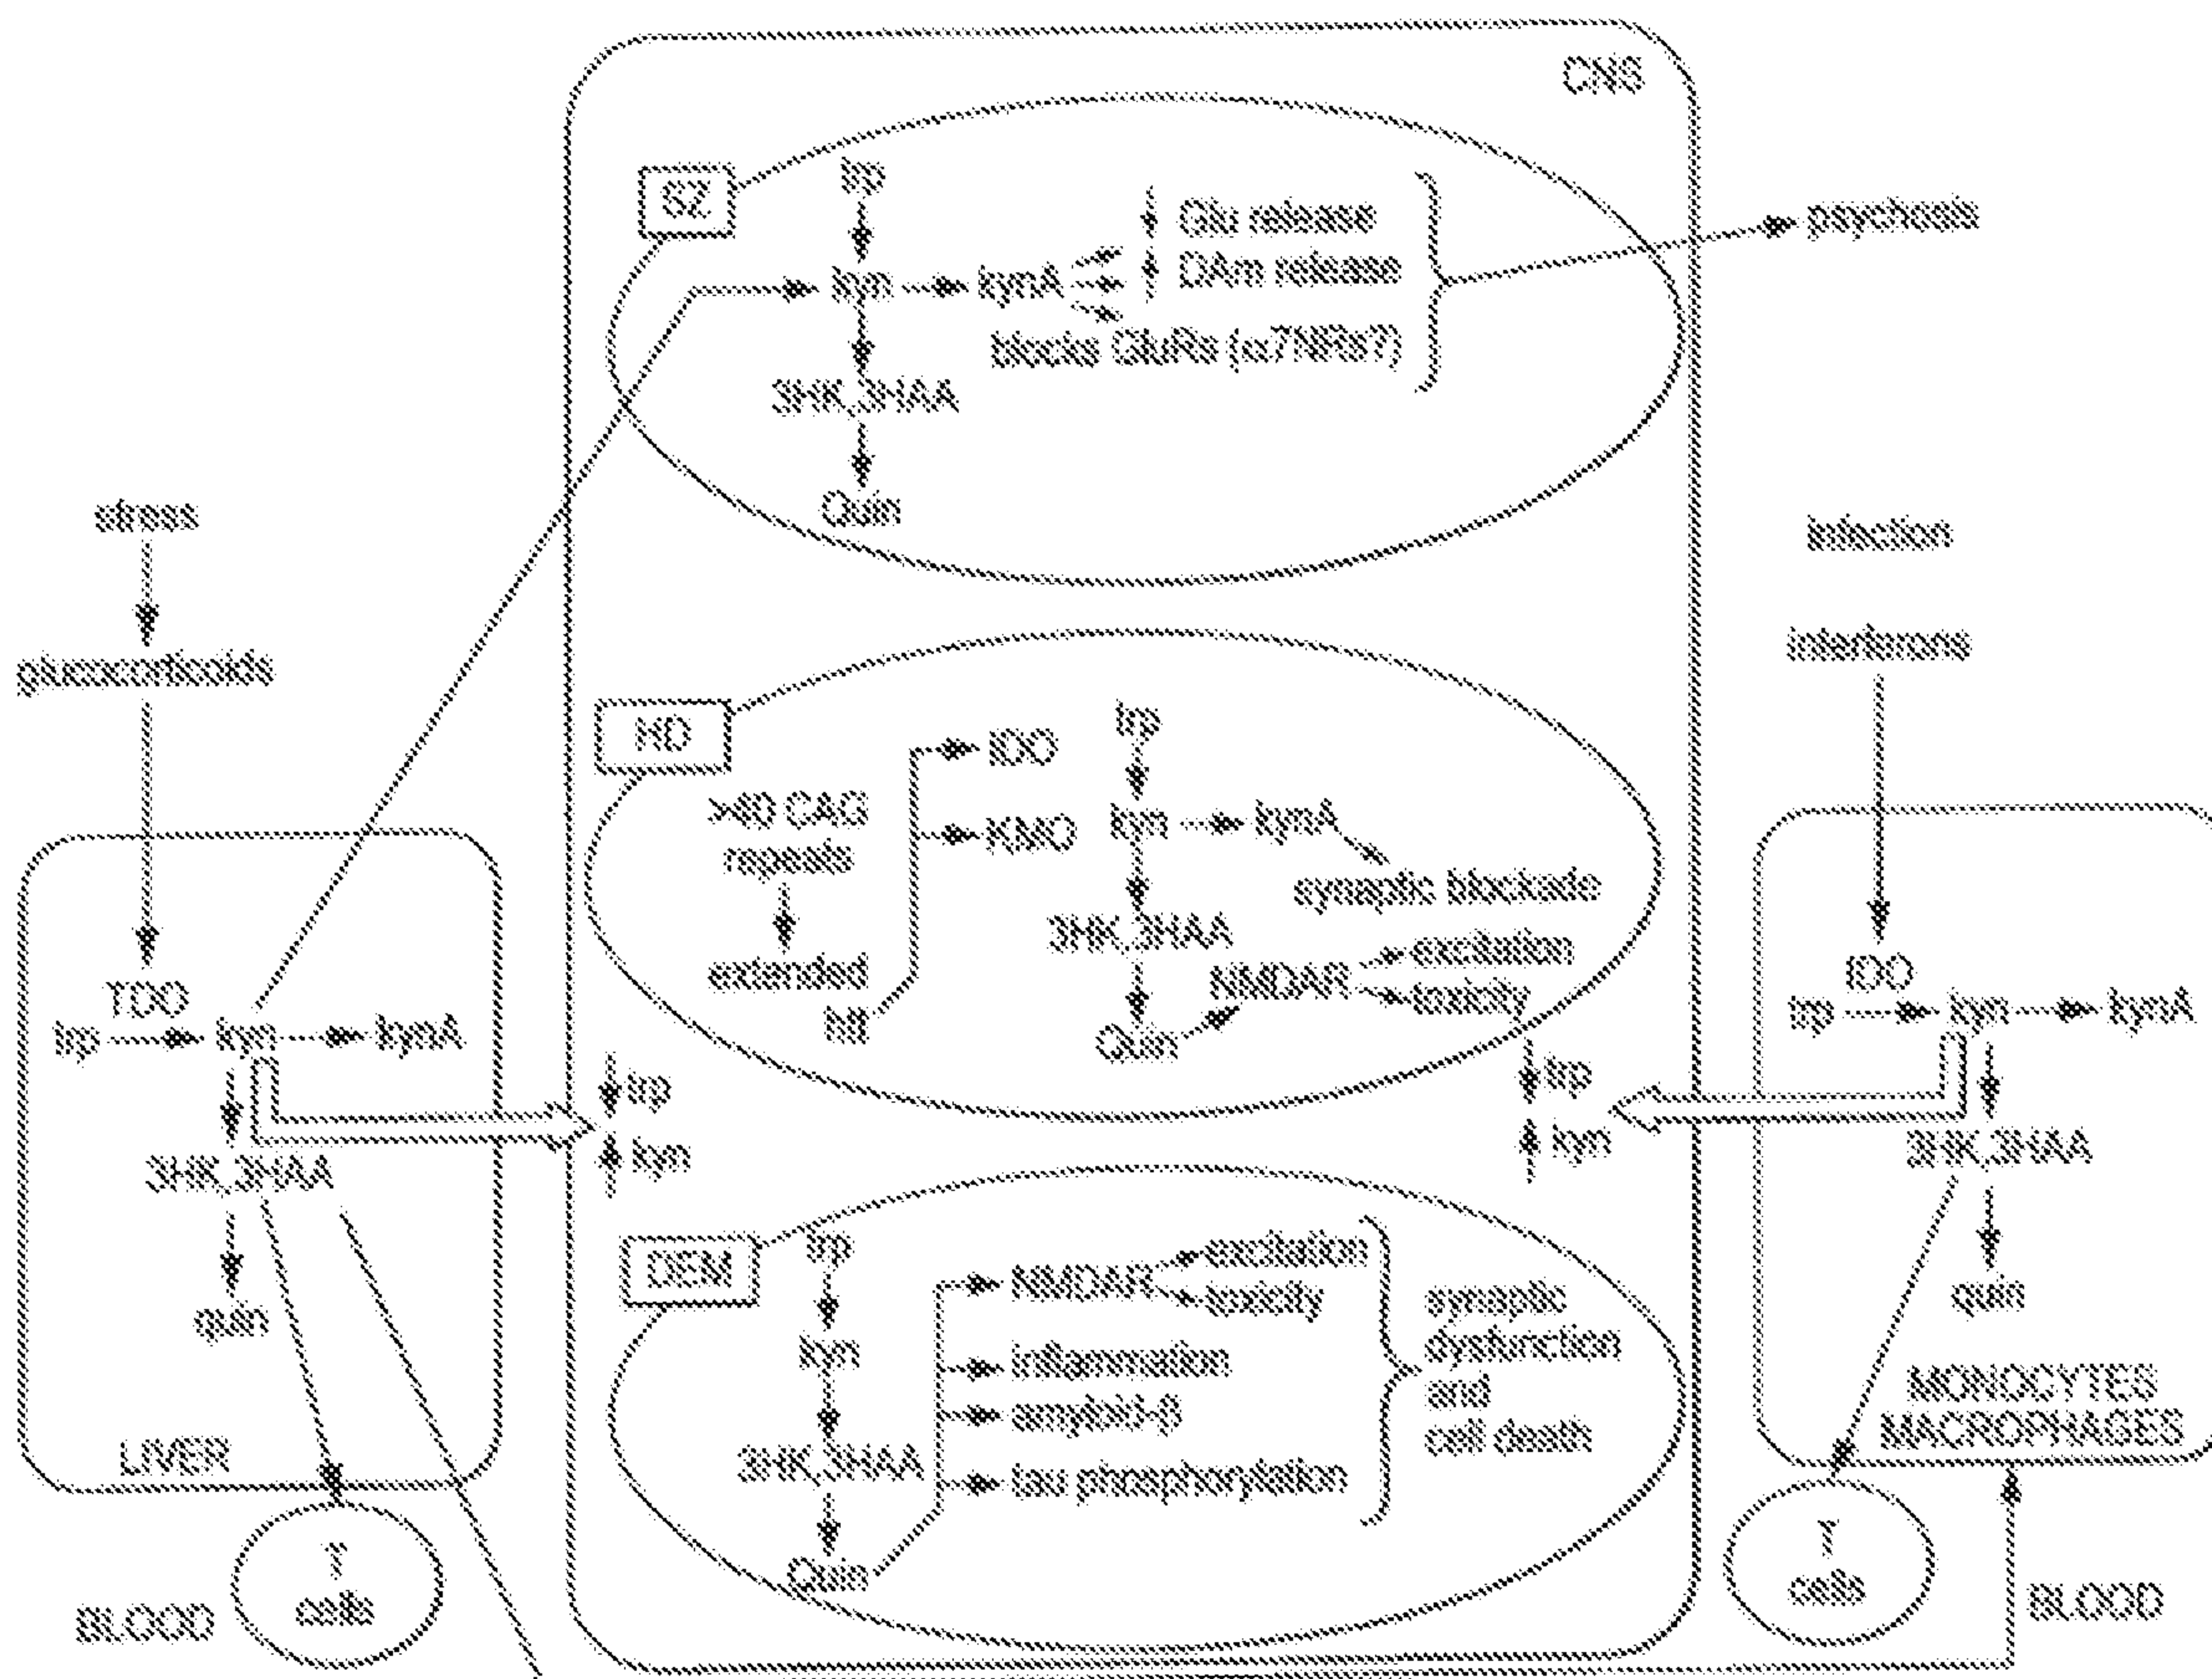 CNS
SZ
trp
Glu release
DAm release
psychosis
kyn
kynA
blocks GluRs (α7NRs?)
3HK,3HAA
Quin
stress
glucocorticoids
infection
interferons
HD
trp
IDO
KMO
>40 CAG
repeats
kyn
kynA
synaptic blockade
3HK,3HAA
extended
htt
NMDAR
excitation
toxicity
Quin
TDO
trp
kyn
kynA
3HK,3HAA
quin
LIVER
trp
kyn
trp
kyn
IDO
trp
kyn
kynA
3HK,3HAA
quin
MONOCYTES
MACROPHAGES
DEM
trp
kyn
3HK,3HAA
Quin
NMDAR
excitation
toxicity
inflammation
amyloid-β
tau phosphorylation
synaptic
dysfunction
and
cell death
T
cells
BLOOD
T
cells
BLOOD